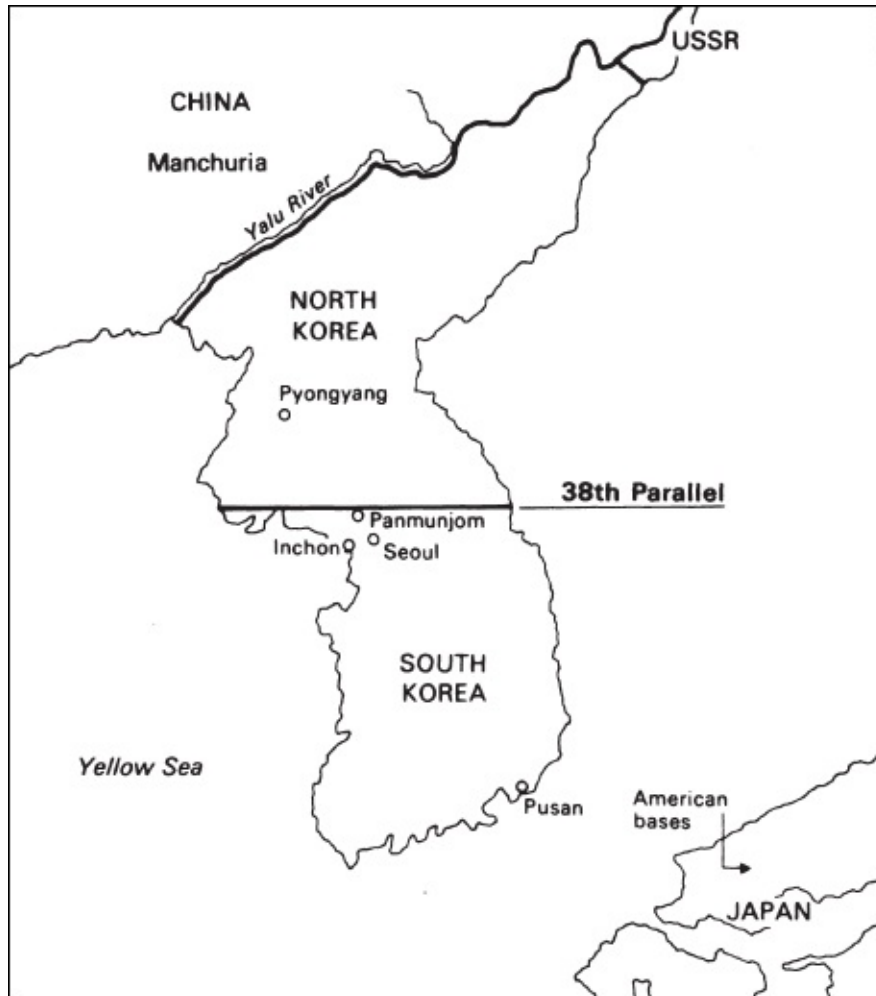 USSR
CHINA
Manchuria
Yalu River
NORTH
KOREA
Pyongyang
38th Parallel
Panmunjom
Inchon
Seoul
SOUTH
KOREA
Yellow Sea
Pusan
American
bases
JAPAN